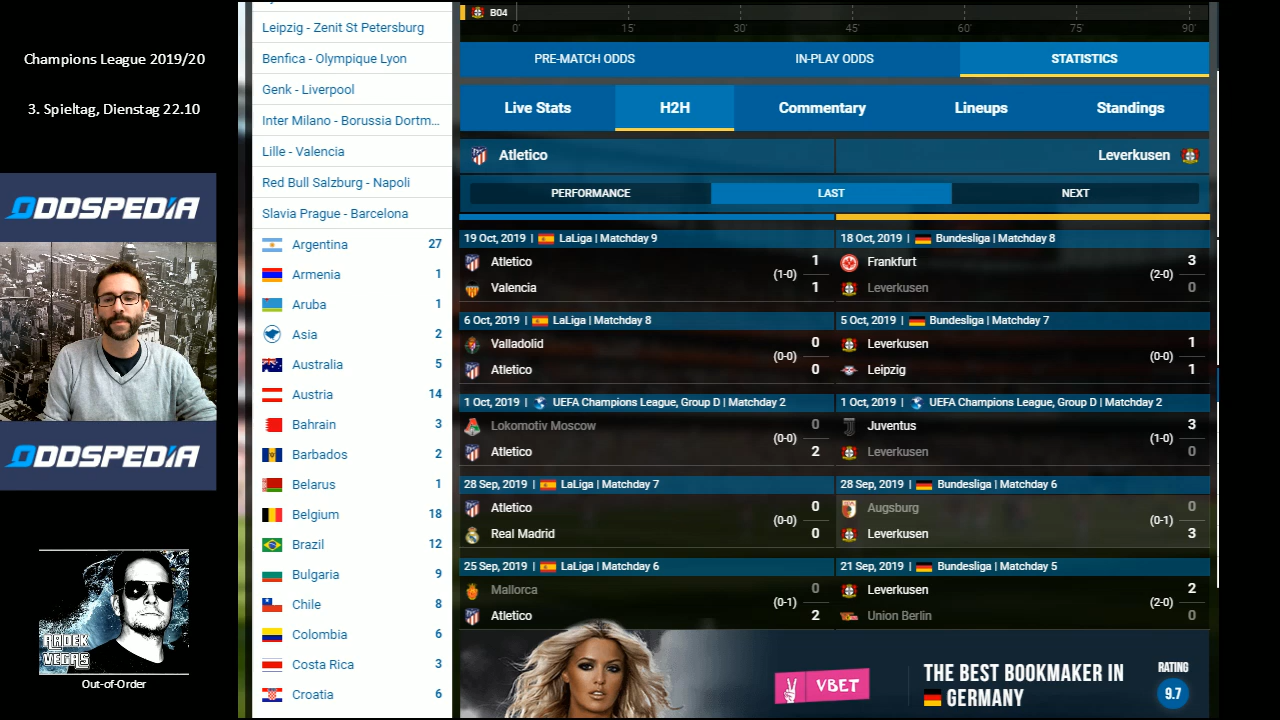 Champions League 2019/20
3. Spieltag, Dienstag 22.10
ODDSPEDIA
ODDSPEDIA
RADEK VEGAS
Out-of-Order
Leipzig - Zenit St Petersburg
Benfica - Olympique Lyon
Genk - Liverpool
Inter Milano - Borussia Dortm...
Lille - Valencia
Red Bull Salzburg - Napoli
Slavia Prague - Barcelona
Argentina 27
Armenia 1
Aruba 1
Asia 2
Australia 5
Austria 14
Bahrain 3
Barbados 2
Belarus 1
Belgium 18
Brazil 12
Bulgaria 9
Chile 8
Colombia 6
Costa Rica 3
Croatia 6
B04
0' 15' 30' 45' 60' 75' 90'
PRE-MATCH ODDS IN-PLAY ODDS STATISTICS
Live Stats H2H Commentary Lineups Standings
Atletico Leverkusen
PERFORMANCE LAST NEXT
19 Oct, 2019 | LaLiga | Matchday 9
Atletico 1
(1-0)
Valencia 1
6 Oct, 2019 | LaLiga | Matchday 8
Valladolid 0
(0-0)
Atletico 0
1 Oct, 2019 | UEFA Champions League, Group D | Matchday 2
Lokomotiv Moscow 0
(0-0)
Atletico 2
28 Sep, 2019 | LaLiga | Matchday 7
Atletico 0
(0-0)
Real Madrid 0
25 Sep, 2019 | LaLiga | Matchday 6
Mallorca 0
(0-1)
Atletico 2
18 Oct, 2019 | Bundesliga | Matchday 8
Frankfurt 3
(2-0)
Leverkusen 0
5 Oct, 2019 | Bundesliga | Matchday 7
Leverkusen 1
(0-0)
Leipzig 1
1 Oct, 2019 | UEFA Champions League, Group D | Matchday 2
Juventus 3
(1-0)
Leverkusen 0
28 Sep, 2019 | Bundesliga | Matchday 6
Augsburg 0
(0-1)
Leverkusen 3
21 Sep, 2019 | Bundesliga | Matchday 5
Leverkusen 2
(2-0)
Union Berlin 0
VBET
THE BEST BOOKMAKER IN
GERMANY
RATING
9.7